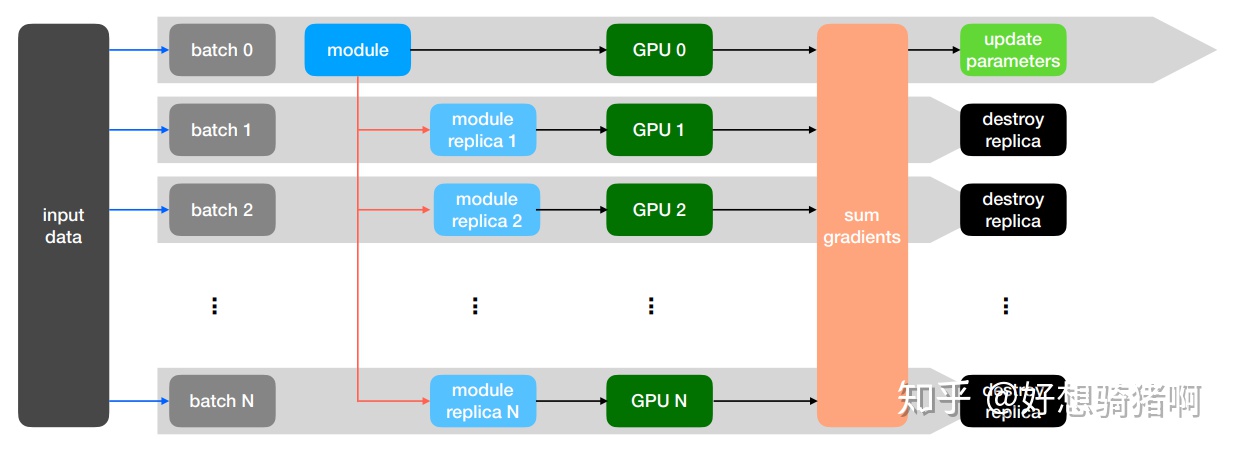 input
data
batch 0
module
GPU 0
update
parameters
batch 1
module
replica 1
GPU 1
destroy
replica
batch 2
module
replica 2
GPU 2
sum
gradients
destroy
replica
batch N
module
replica N
GPU N
destroy
replica
知乎 @好想骑猪啊